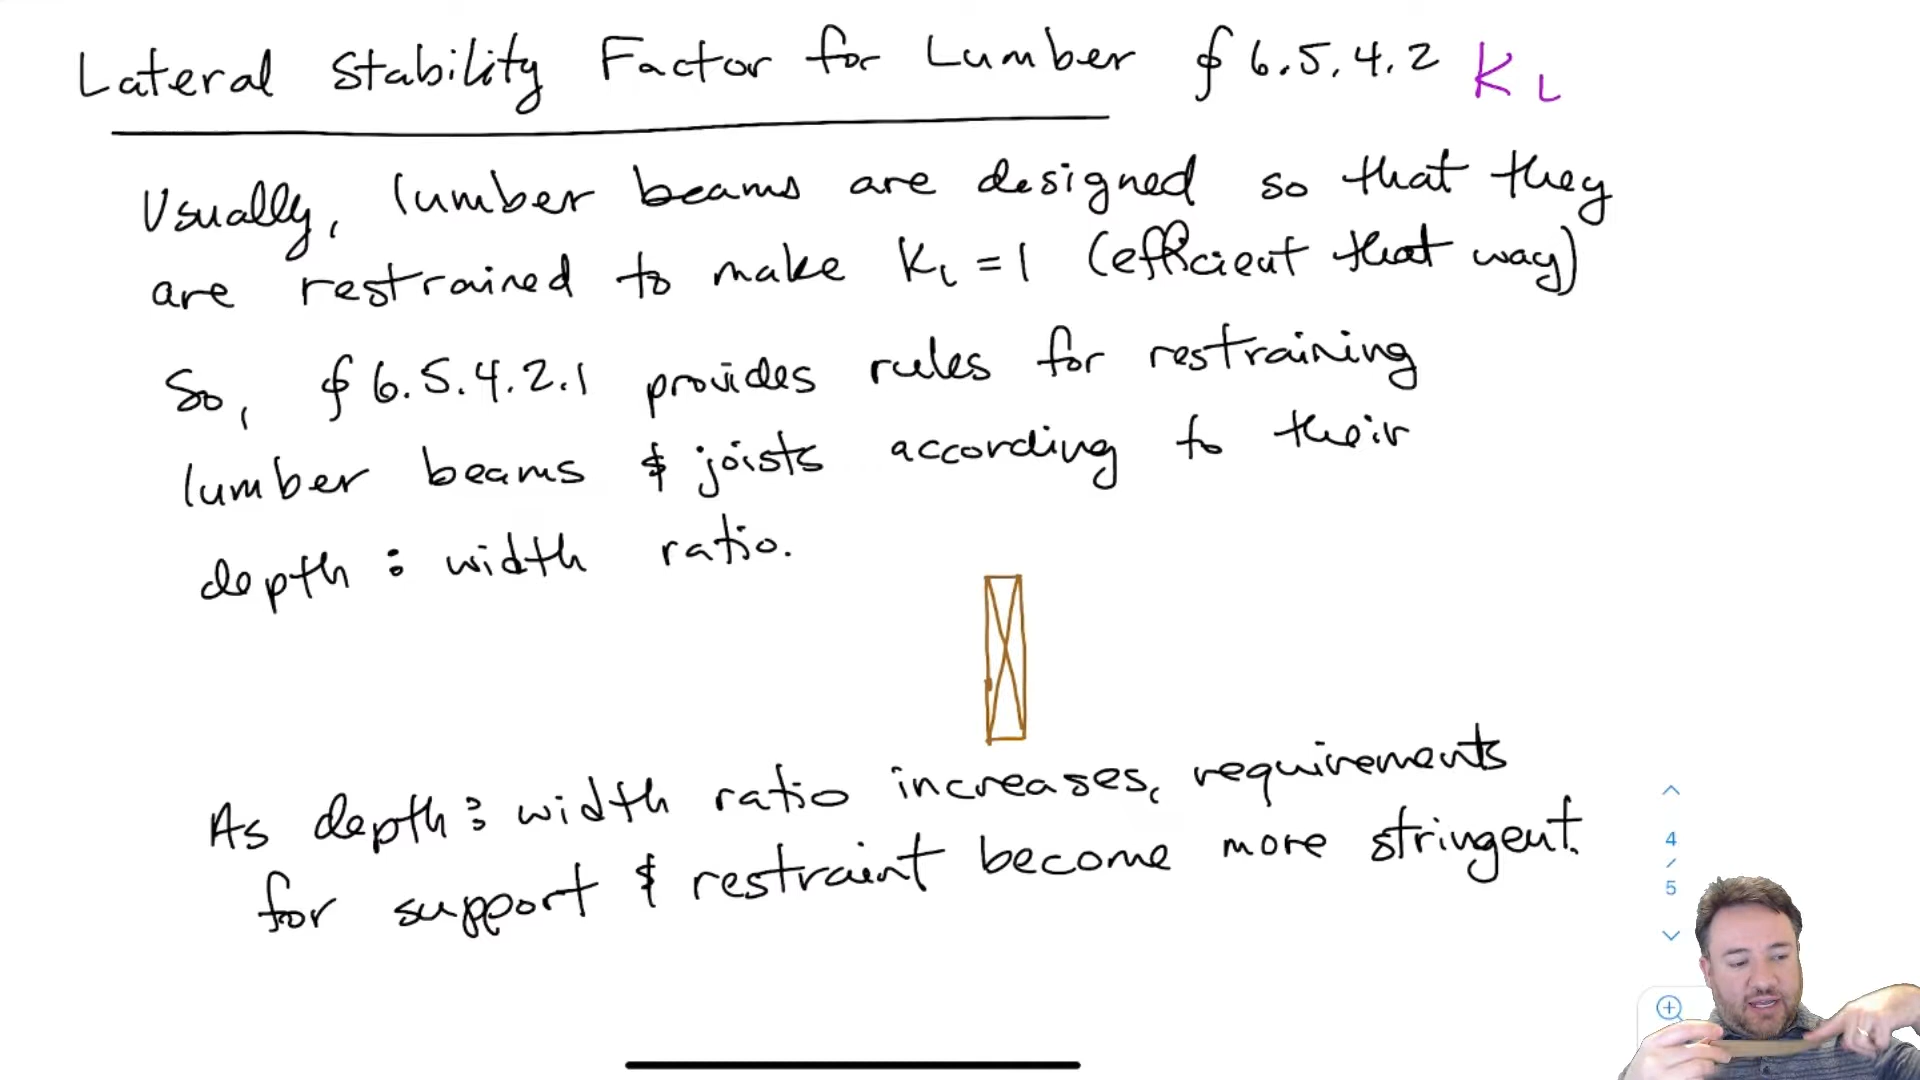 Lateral Stability Factor for Lumber § 6.5.4.2 KL
Usually, lumber beams are designed so that they
are restrained to make KL = 1 (efficient that way)
So, § 6.5.4.2.1 provides rules for restraining
lumber beams & joists according to their
depth : width ratio.
As depth : width ratio increases, requirements
for support & restraint become more stringent.
4
/
5